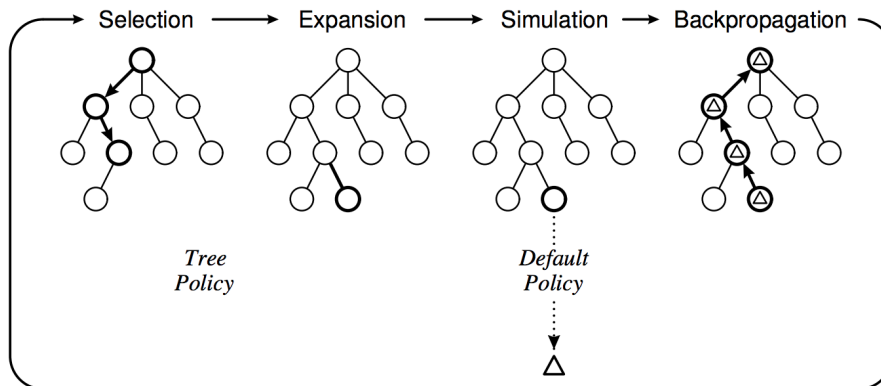 Selection
Expansion
Simulation
Backpropagation
Tree
Policy
Default
Policy